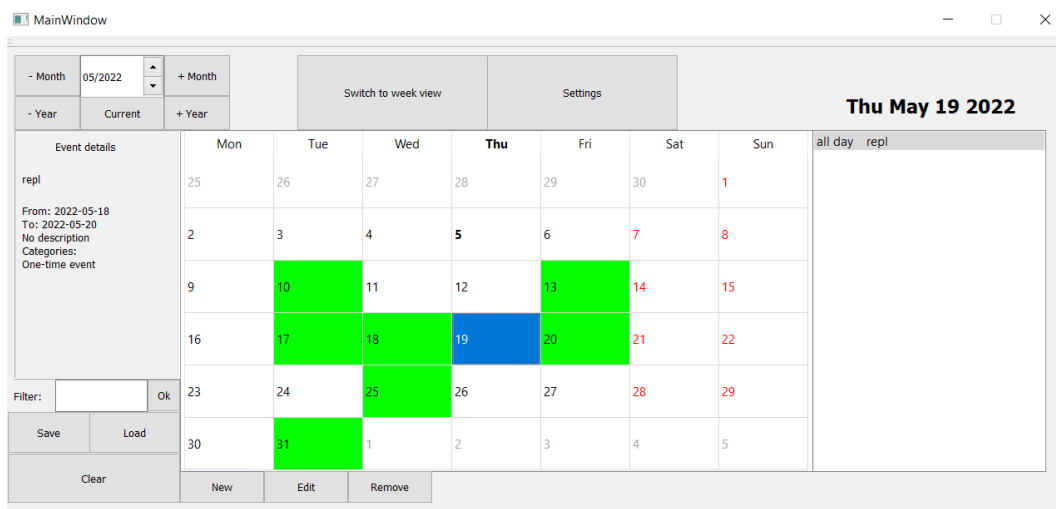 MainWindow
- Month 05/2022 + Month
Switch to week view Settings
- Year Current + Year
Thu May 19 2022
Event details
repl
From: 2022-05-18
To: 2022-05-20
No description
Categories:
One-time event
Filter: Ok
Save Load
Clear
Mon Tue Wed Thu Fri Sat Sun
25 26 27 28 29 30 1
2 3 4 5 6 7 8
9 10 11 12 13 14 15
16 17 18 19 20 21 22
23 24 25 26 27 28 29
30 31 1 2 3 4 5
New Edit Remove
all day repl